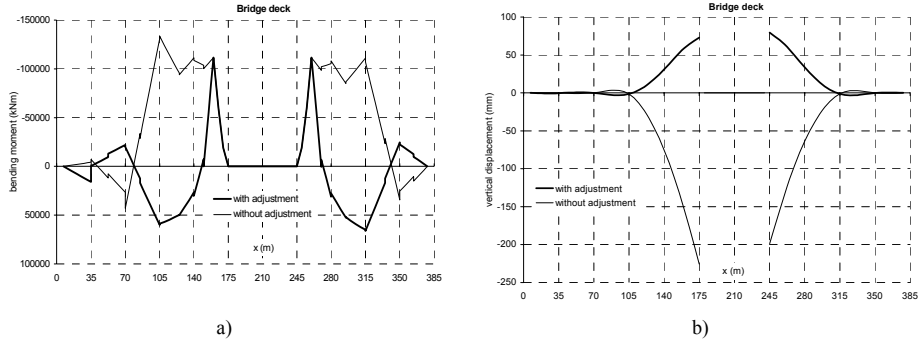 Bridge deck
-150000
-100000
-50000
0
50000
100000
bending moment (kNm)
with adjustment
without adjustment
x (m)
0 35 70 105 140 175 210 245 280 315 350 385
a)
Bridge deck
100
50
0
-50
-100
-150
-200
-250
vertical displacement (mm)
with adjustment
without adjustment
x (m)
0 35 70 105 140 175 210 245 280 315 350 385
b)